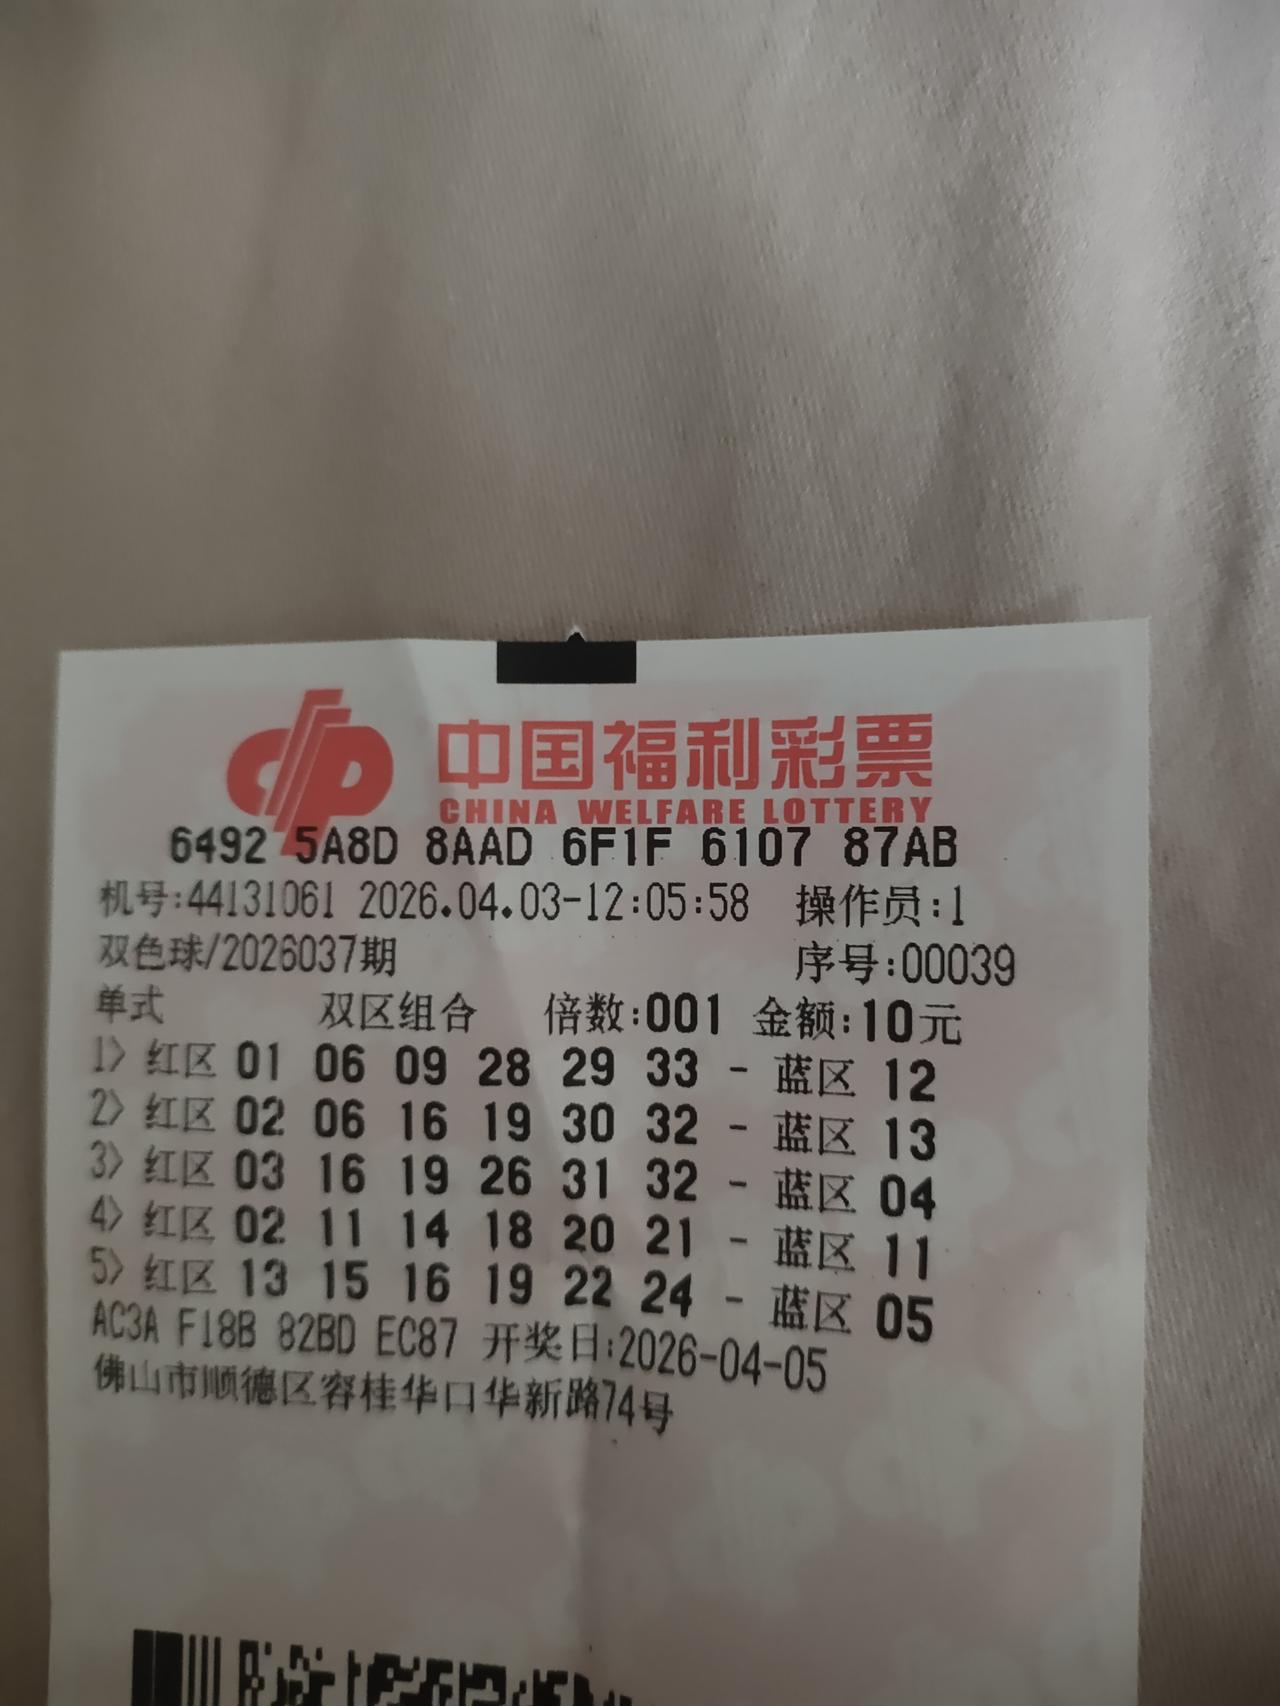 中国福利彩票
CHINA WELFARE LOTTERY
6492 5A8D 8AAD 6F1F 6107 87AB
机号:44131061 2026.04.03-12:05:58 操作员:1
双色球/2026037期 序号:00039
单式 双区组合 倍数:001 金额:10元
1> 红区 01 06 09 28 29 33 - 蓝区 12
2> 红区 02 06 16 19 30 32 - 蓝区 13
3> 红区 03 16 19 26 31 32 - 蓝区 04
4> 红区 02 11 14 18 20 21 - 蓝区 11
5> 红区 13 15 16 19 22 24 - 蓝区 05
AC3A F18B 82BD EC87 开奖日:2026-04-05
佛山市顺德区容桂华口华新路74号